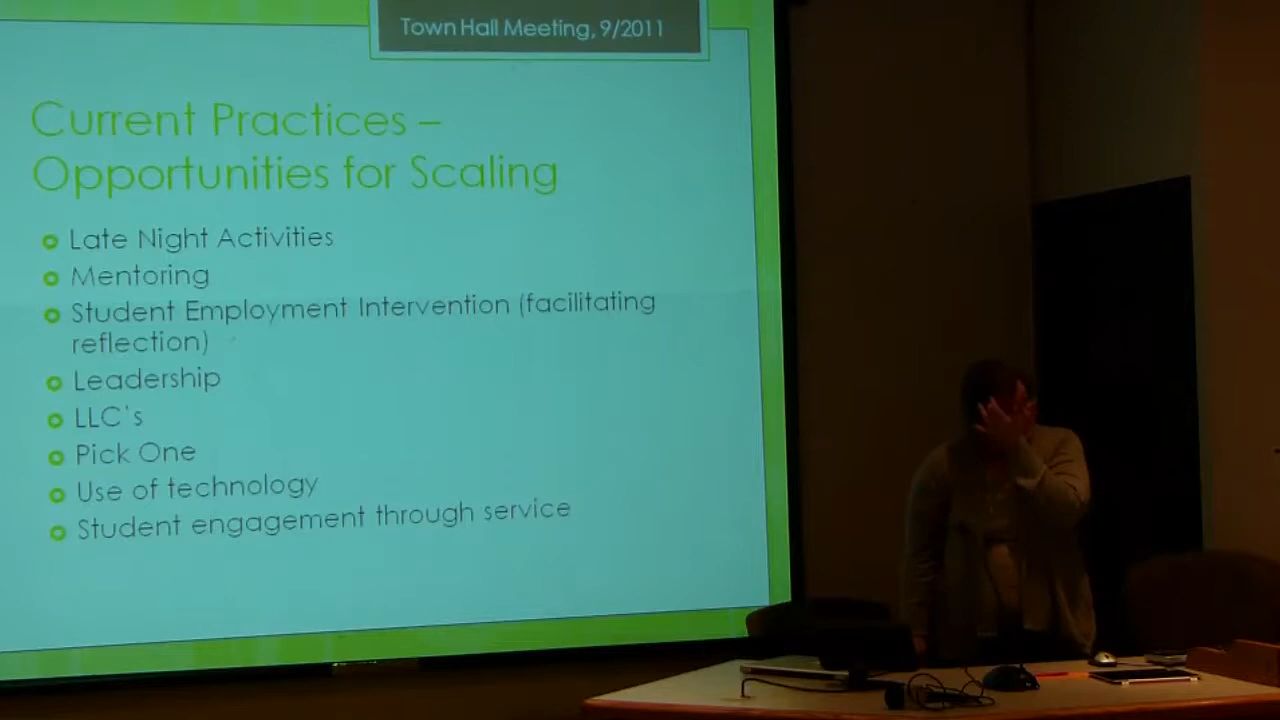 Town Hall Meeting, 9/2011
Current Practices –
Opportunities for Scaling
Late Night Activities
Mentoring
Student Employment Intervention (facilitating
reflection)
Leadership
LLC's
Pick One
Use of technology
Student engagement through service